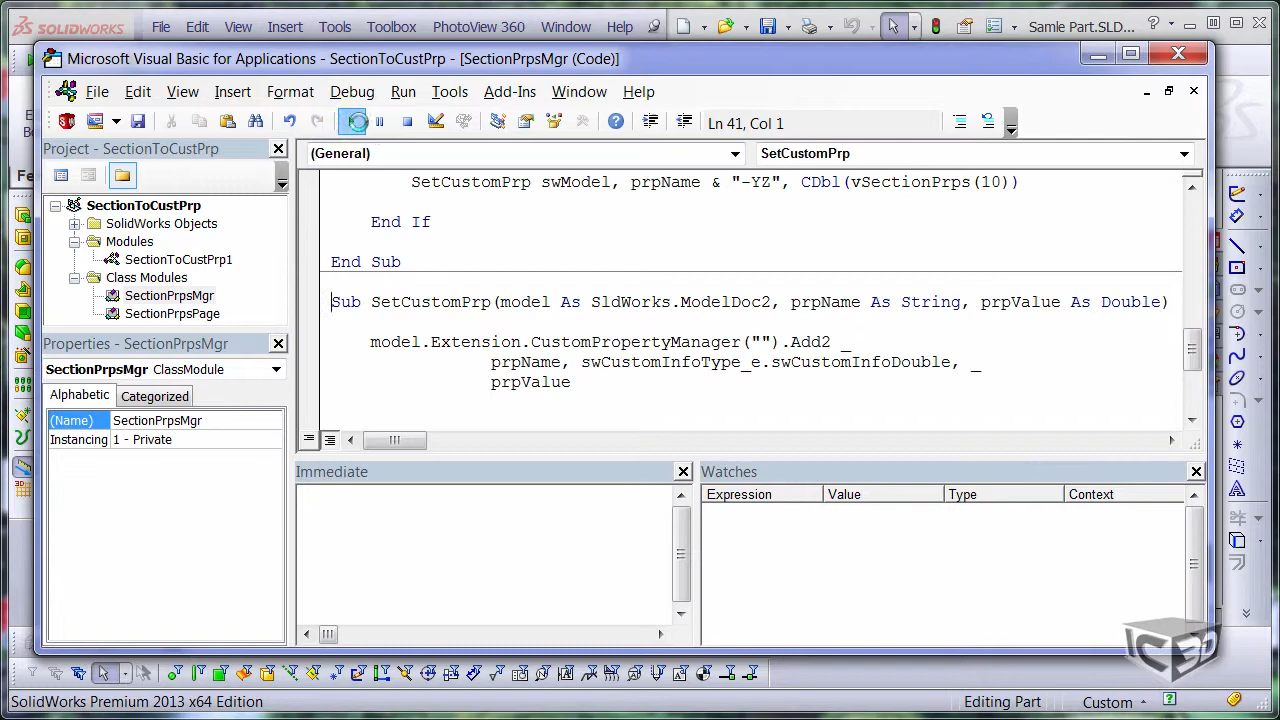 SOLIDWORKS File Edit View Insert Tools Toolbox PhotoView 360 Window Help Samle Part.SLD...
Microsoft Visual Basic for Applications - SectionToCustPrp - [SectionPrpsMgr (Code)]
File Edit View Insert Format Debug Run Tools Add-Ins Window Help
Ln 41, Col 1
Project - SectionToCustPrp
(General) SetCustomPrp
SectionToCustPrp
SolidWorks Objects
Modules
SectionToCustPrp1
Class Modules
SectionPrpsMgr
SectionPrpsPage
SetCustomPrp swModel, prpName & "-YZ", CDbl(vSectionPrps(10))
End If
End Sub
Sub SetCustomPrp(model As SldWorks.ModelDoc2, prpName As String, prpValue As Double)
model.Extension.CustomPropertyManager("").Add2 _
prpName, swCustomInfoType_e.swCustomInfoDouble, _
prpValue
Properties - SectionPrpsMgr
SectionPrpsMgr ClassModule
Alphabetic Categorized
(Name) SectionPrpsMgr
Instancing 1 - Private
Immediate
Watches
Expression Value Type Context
IC3D
SolidWorks Premium 2013 x64 Edition Editing Part Custom